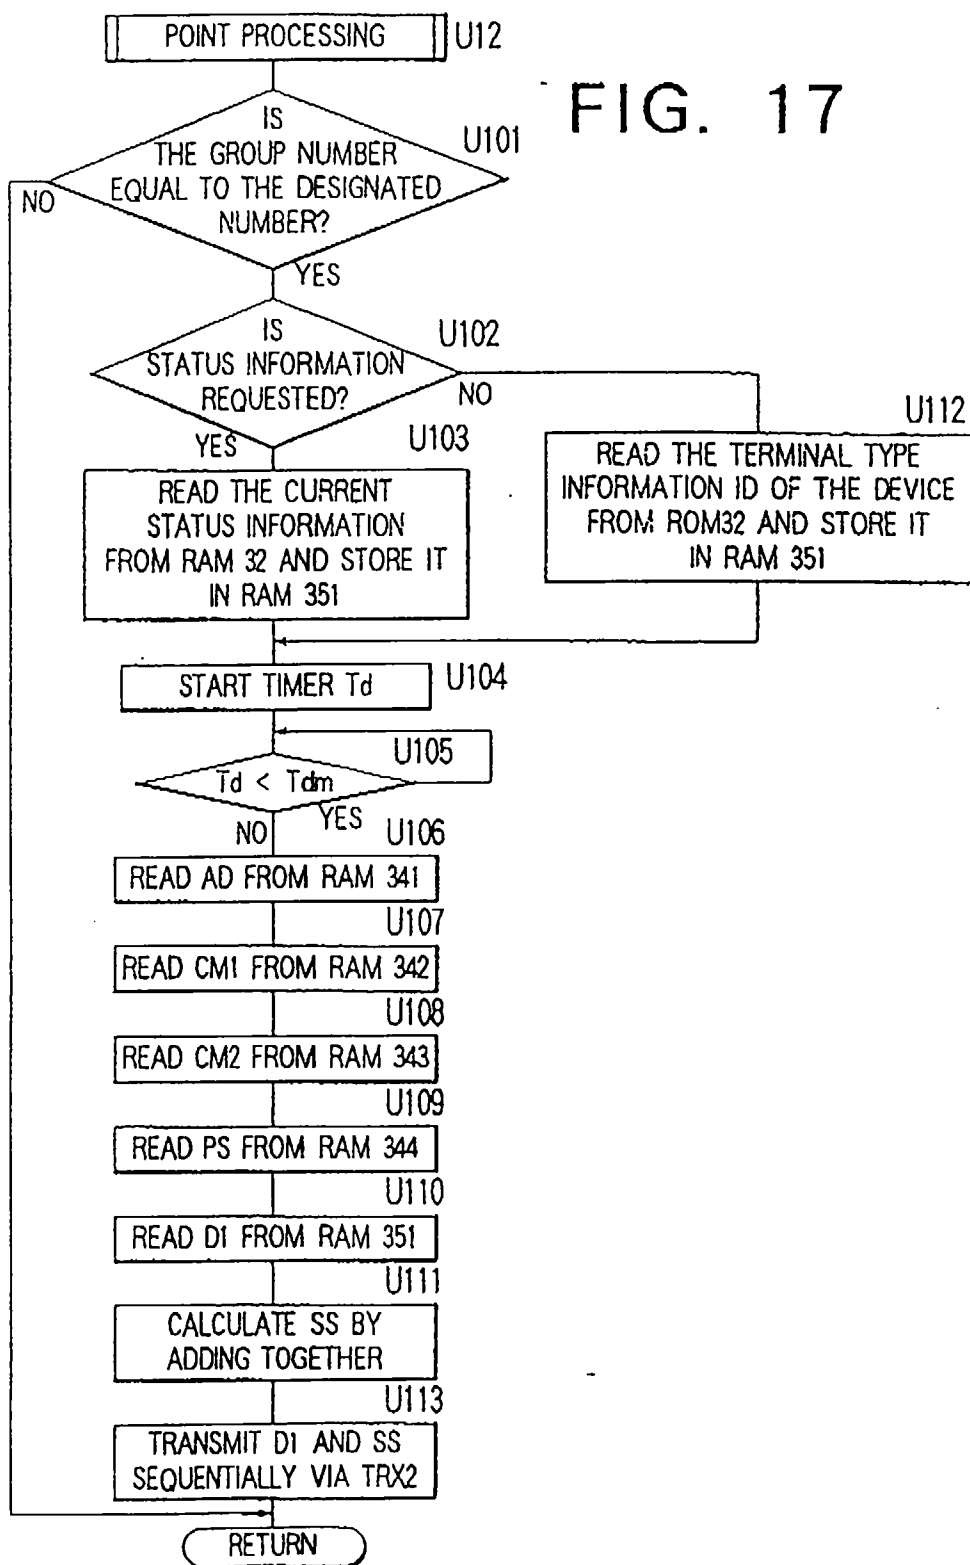 POINT PROCESSING
U12
FIG. 17
IS
THE GROUP NUMBER
EQUAL TO THE DESIGNATED
NUMBER?
U101
NO
YES
IS
STATUS INFORMATION
REQUESTED?
U102
NO
YES
U103
READ THE CURRENT
STATUS INFORMATION
FROM RAM 32 AND STORE IT
IN RAM 351
U112
READ THE TERMINAL TYPE
INFORMATION ID OF THE DEVICE
FROM ROM32 AND STORE IT
IN RAM 351
START TIMER Td
U104
U105
Td < Tdm
YES
NO
U106
READ AD FROM RAM 341
U107
READ CM1 FROM RAM 342
U108
READ CM2 FROM RAM 343
U109
READ PS FROM RAM 344
U110
READ D1 FROM RAM 351
U111
CALCULATE SS BY
ADDING TOGETHER
U113
TRANSMIT D1 AND SS
SEQUENTIALLY VIA TRX2
RETURN